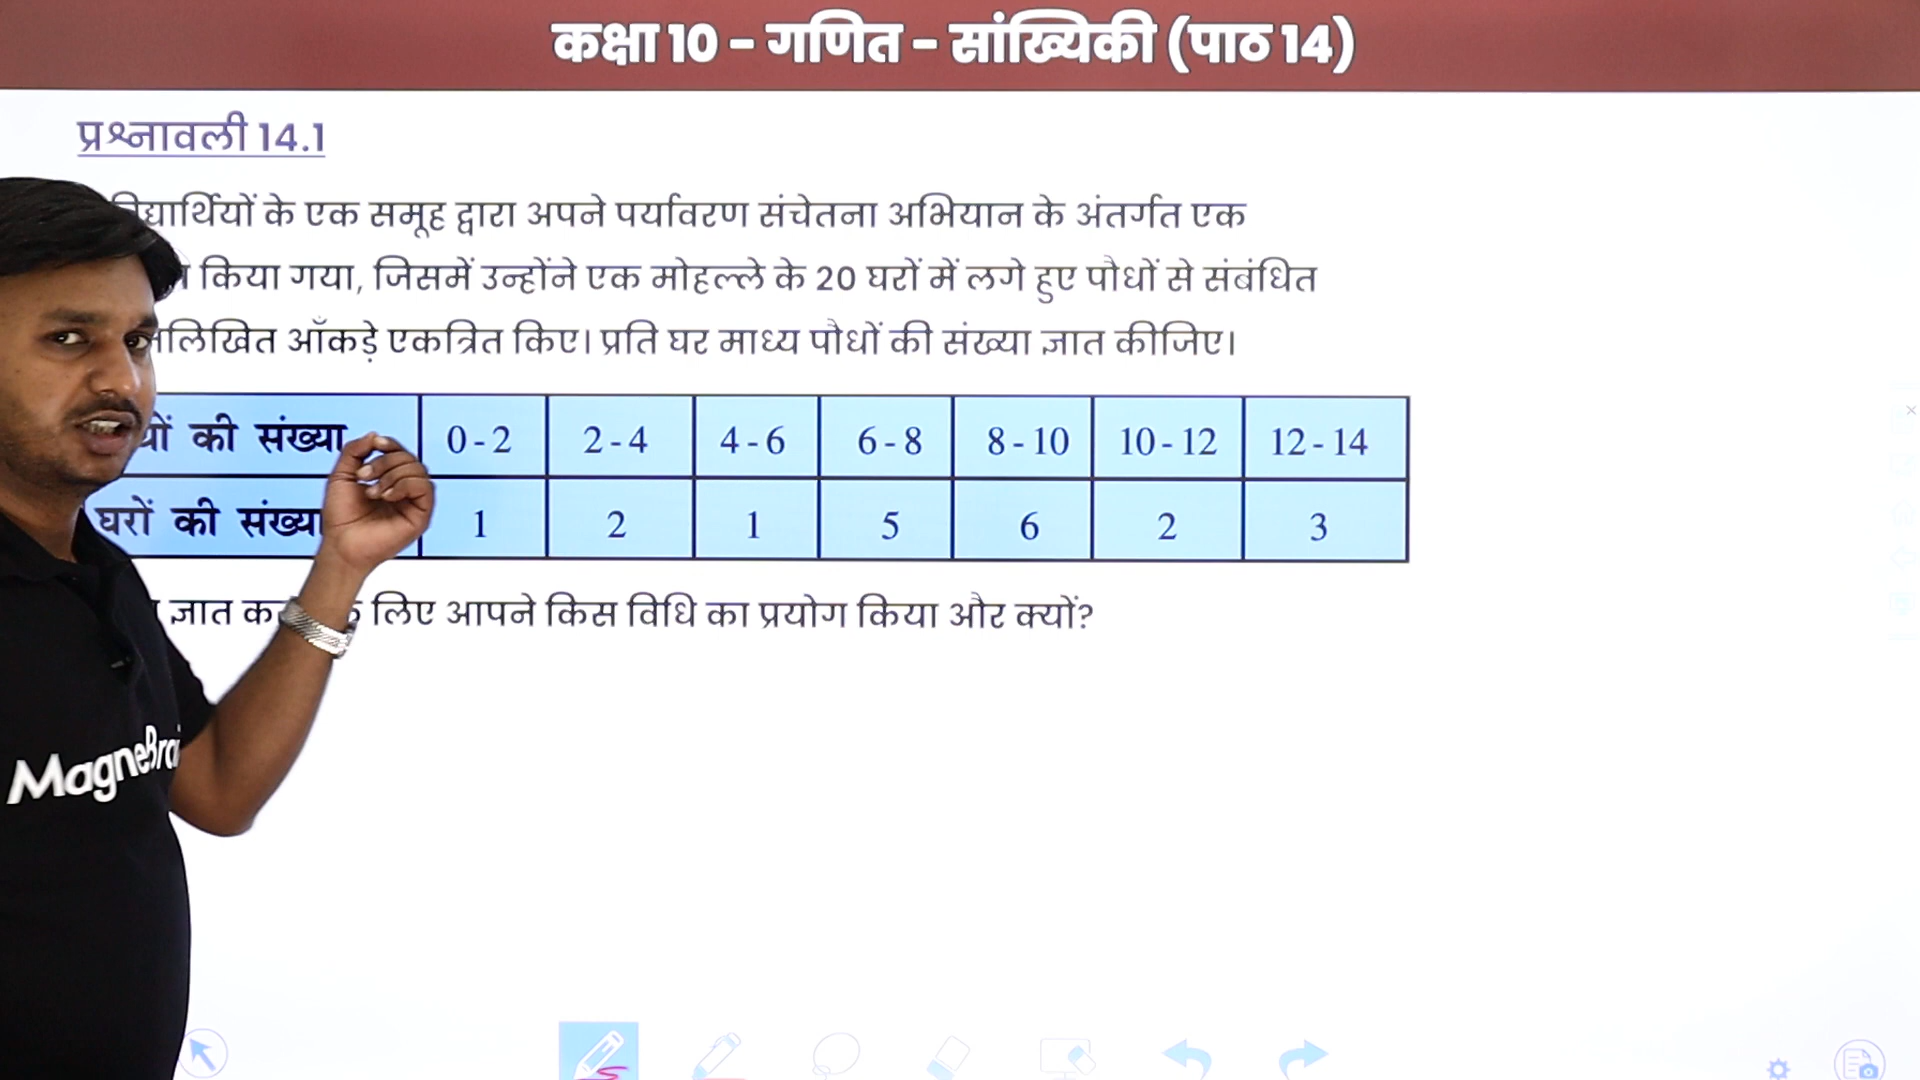 कक्षा 10 - गणित - सांख्यिकी (पाठ 14)
प्रश्नावली 14.1
के एक समूह द्वारा अपने पर्यावरण संचेतना अभियान के अंतर्गत एक
किया गया, जिसमें उन्होंने एक मोहल्ले के 20 घरों में लगे हुए पौधों से संबंधित
आँकड़े एकत्रित किए। प्रति घर माध्य पौधों की संख्या ज्ञात कीजिए।
की संख्या 0 - 2 2 - 4 4 - 6 6 - 8 8 - 10 10 - 12 12 - 14
घरों की संख्या 1 2 1 5 6 2 3
ज्ञात लिए आपने किस विधि का प्रयोग किया और क्यों?